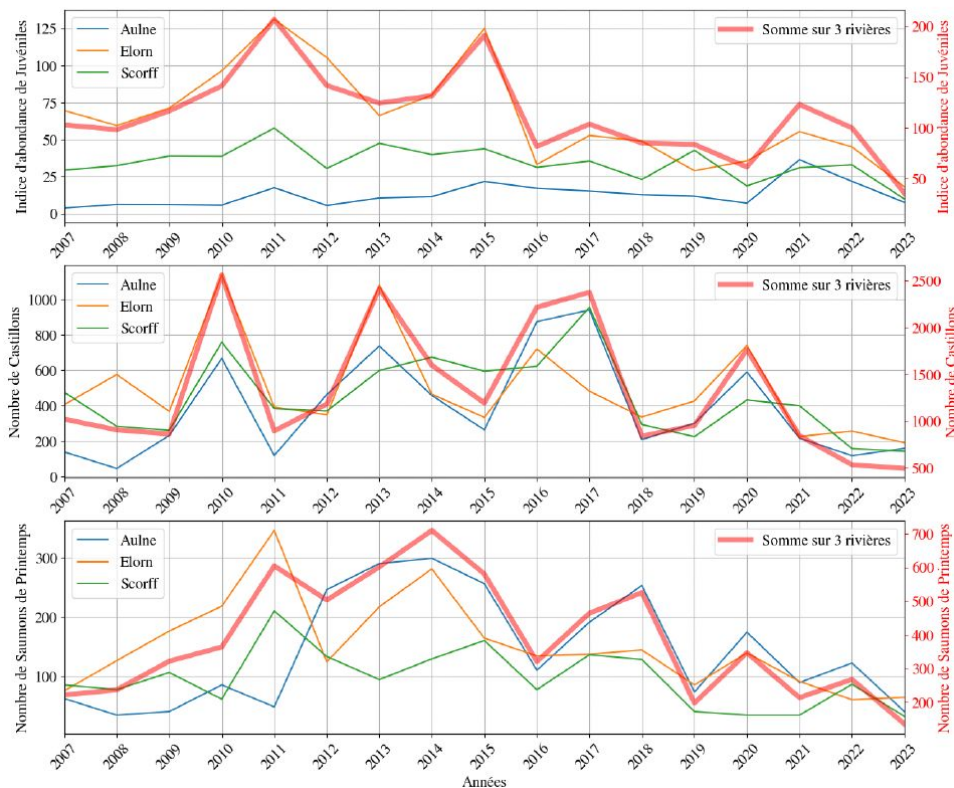 Indice d'abondance de Juvéniles
125
100
75
50
25
0
Aulne
Elorn
Scorff
Somme sur 3 rivières
200
150
100
50
Indice d'abondance de Juvéniles
2007 2008 2009 2010 2011 2012 2013 2014 2015 2016 2017 2018 2019 2020 2021 2022 2023
Nombre de Castillons
1000
800
600
400
200
0
Aulne
Elorn
Scorff
Somme sur 3 rivières
2500
2000
1500
1000
500
Nombre de Castillons
2007 2008 2009 2010 2011 2012 2013 2014 2015 2016 2017 2018 2019 2020 2021 2022 2023
Nombre de Saumons de Printemps
300
200
100
Aulne
Elorn
Scorff
Somme sur 3 rivières
700
600
500
400
300
200
Nombre de Saumons de Printemps
2007 2008 2009 2010 2011 2012 2013 2014 2015 2016 2017 2018 2019 2020 2021 2022 2023
Années